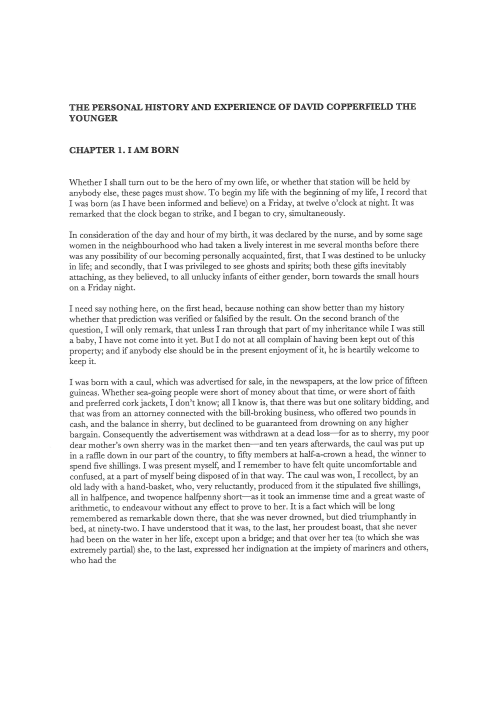 THE PERSONAL HISTORY AND EXPERIENCE OF DAVID COPPERFIELD THE
YOUNGER
CHAPTER 1. I AM BORN
Whether I shall turn out to be the hero of my own life, or whether that station will be held by
anybody else, these pages must show. To begin my life with the beginning of my life, I record that
I was born (as I have been informed and believe) on a Friday, at twelve o'clock at night. It was
remarked that the clock began to strike, and I began to cry, simultaneously.
In consideration of the day and hour of my birth, it was declared by the nurse, and by some sage
women in the neighbourhood who had taken a lively interest in me several months before there
was any possibility of our becoming personally acquainted, first, that I was destined to be unlucky
in life; and secondly, that I was privileged to see ghosts and spirits; both these gifts inevitably
attaching, as they believed, to all unlucky infants of either gender, born towards the small hours
on a Friday night.
I need say nothing here, on the first head, because nothing can show better than my history
whether that prediction was verified or falsified by the result. On the second branch of the
question, I will only remark, that unless I ran through that part of my inheritance while I was still
a baby, I have not come into it yet. But I do not at all complain of having been kept out of this
property; and if anybody else should be in the present enjoyment of it, he is heartily welcome to
keep it.
I was born with a caul, which was advertised for sale, in the newspapers, at the low price of fifteen
guineas. Whether sea-going people were short of money about that time, or were short of faith
and preferred cork jackets, I don't know; all I know is, that there was but one solitary bidding, and
that was from an attorney connected with the bill-broking business, who offered two pounds in
cash, and the balance in sherry, but declined to be guaranteed from drowning on any higher
bargain. Consequently the advertisement was withdrawn at a dead loss—for as to sherry, my poor
dear mother's own sherry was in the market then—and ten years afterwards, the caul was put up
in a raffle down in our part of the country, to fifty members at half-a-crown a head, the winner to
spend five shillings. I was present myself, and I remember to have felt quite uncomfortable and
confused, at a part of myself being disposed of in that way. The caul was won, I recollect, by an
old lady with a hand-basket, who, very reluctantly, produced from it the stipulated five shillings,
all in halfpence, and twopence halfpenny short—as it took an immense time and a great waste of
arithmetic, to endeavour without any effect to prove to her. It is a fact which will be long
remembered as remarkable down there, that she was never drowned, but died triumphantly in
bed, at ninety-two. I have understood that it was, to the last, her proudest boast, that she never
had been on the water in her life, except upon a bridge; and that over her tea (to which she was
extremely partial) she, to the last, expressed her indignation at the impiety of mariners and others,
who had the